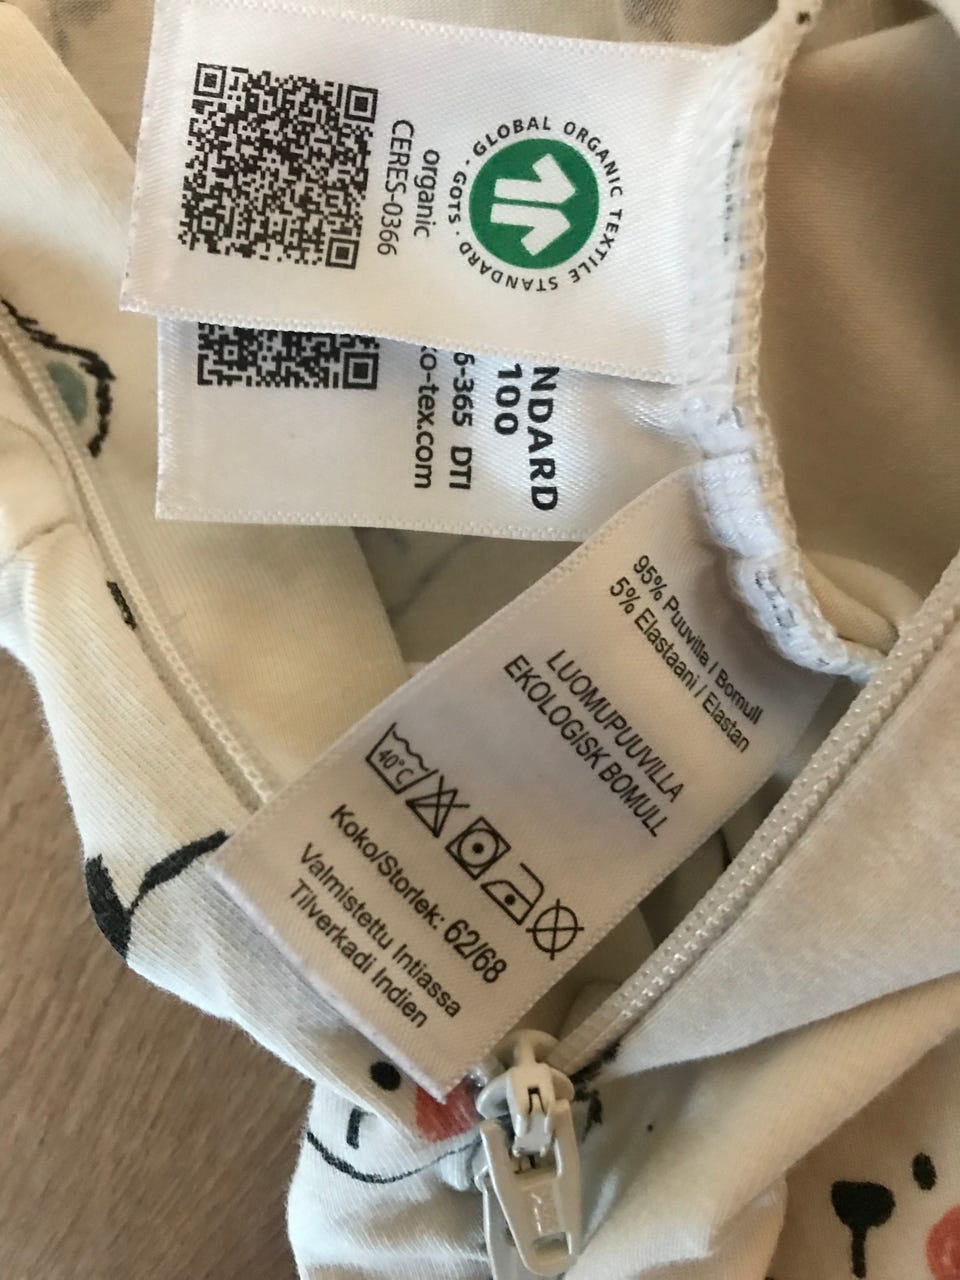 GLOBAL ORGANIC TEXTILE STANDARD · GOTS ·
organic
CERES-0366
NDARD
100
6-365 DTI
o-tex.com
95% Puuvilla / Bomull
5% Elastaani / Elastan
LUOMUPUUVILLA
EKOLOGISK BOMULL
40°C
Koko/Storlek: 62/68
Valmistettu Intiassa
Tilverkadi Indien